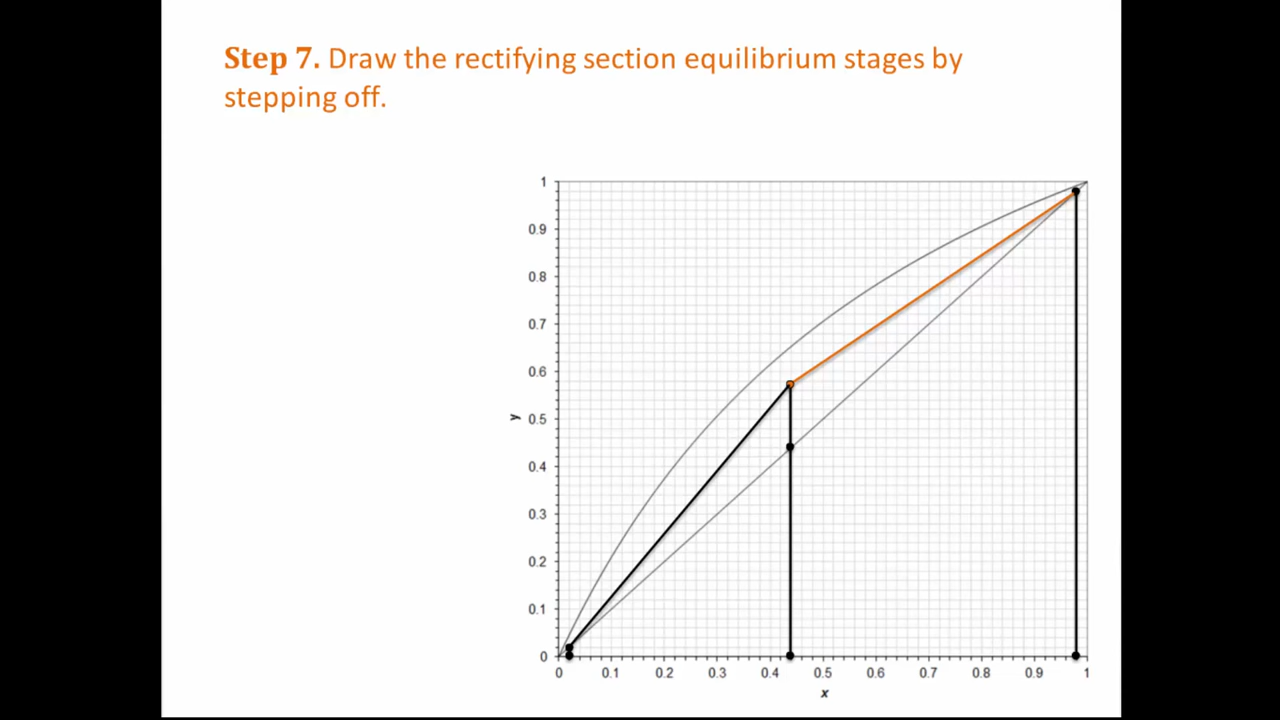 Step 7. Draw the rectifying section equilibrium stages by
stepping off.
1
0.9
0.8
0.7
0.6
0.5
0.4
0.3
0.2
0.1
0
y
0 0.1 0.2 0.3 0.4 0.5 0.6 0.7 0.8 0.9 1
x